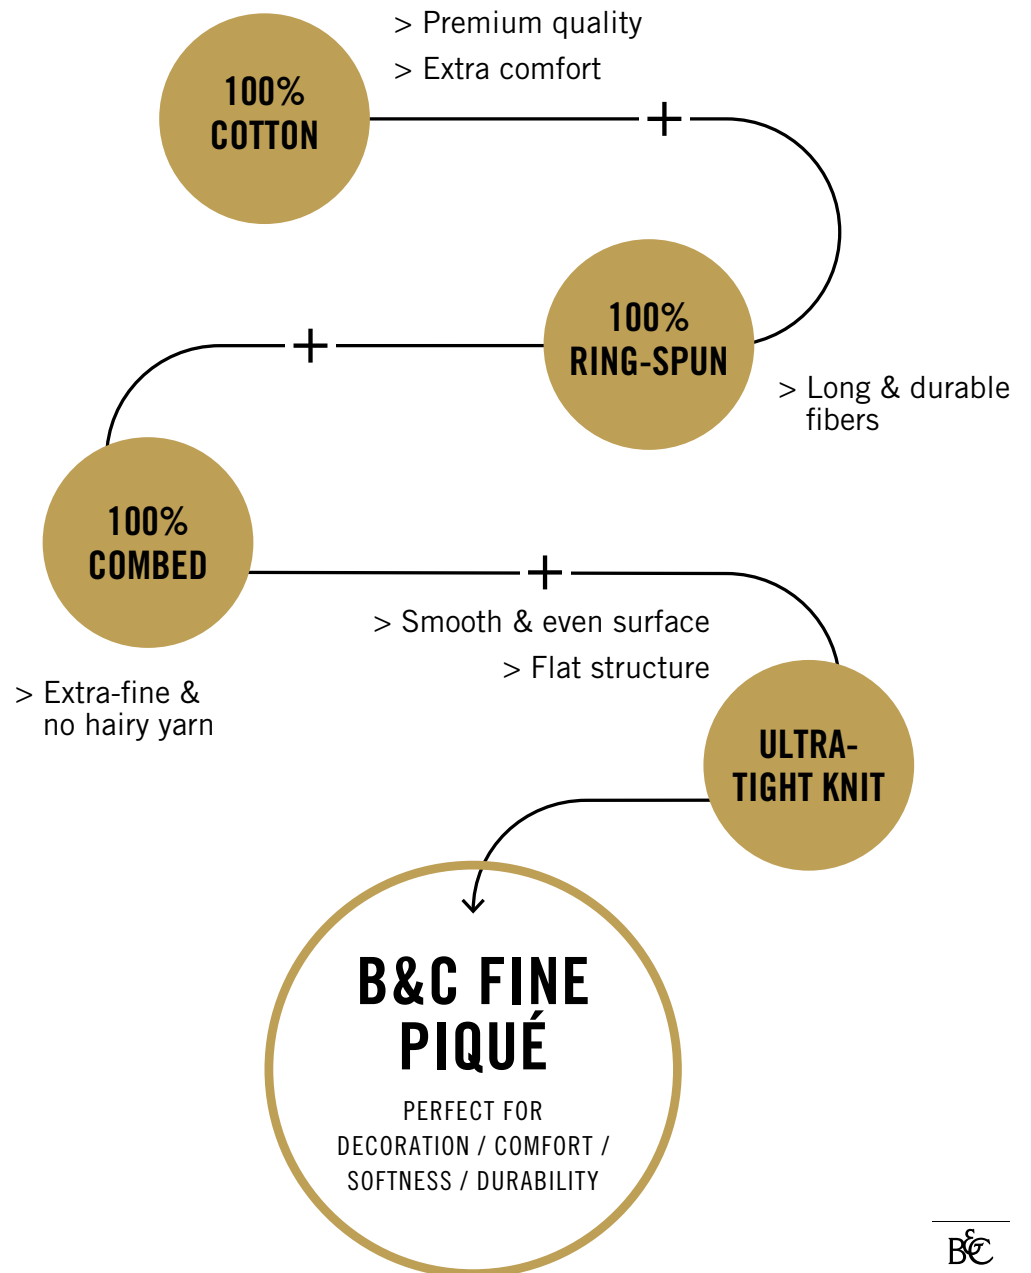 > Premium quality
> Extra comfort
100%
COTTON
100%
RING-SPUN
> Long & durable
fibers
100%
COMBED
> Extra-fine &
no hairy yarn
> Smooth & even surface
> Flat structure
ULTRA-
TIGHT KNIT
B&C FINE
PIQUÉ
PERFECT FOR
DECORATION / COMFORT /
SOFTNESS / DURABILITY
B&C